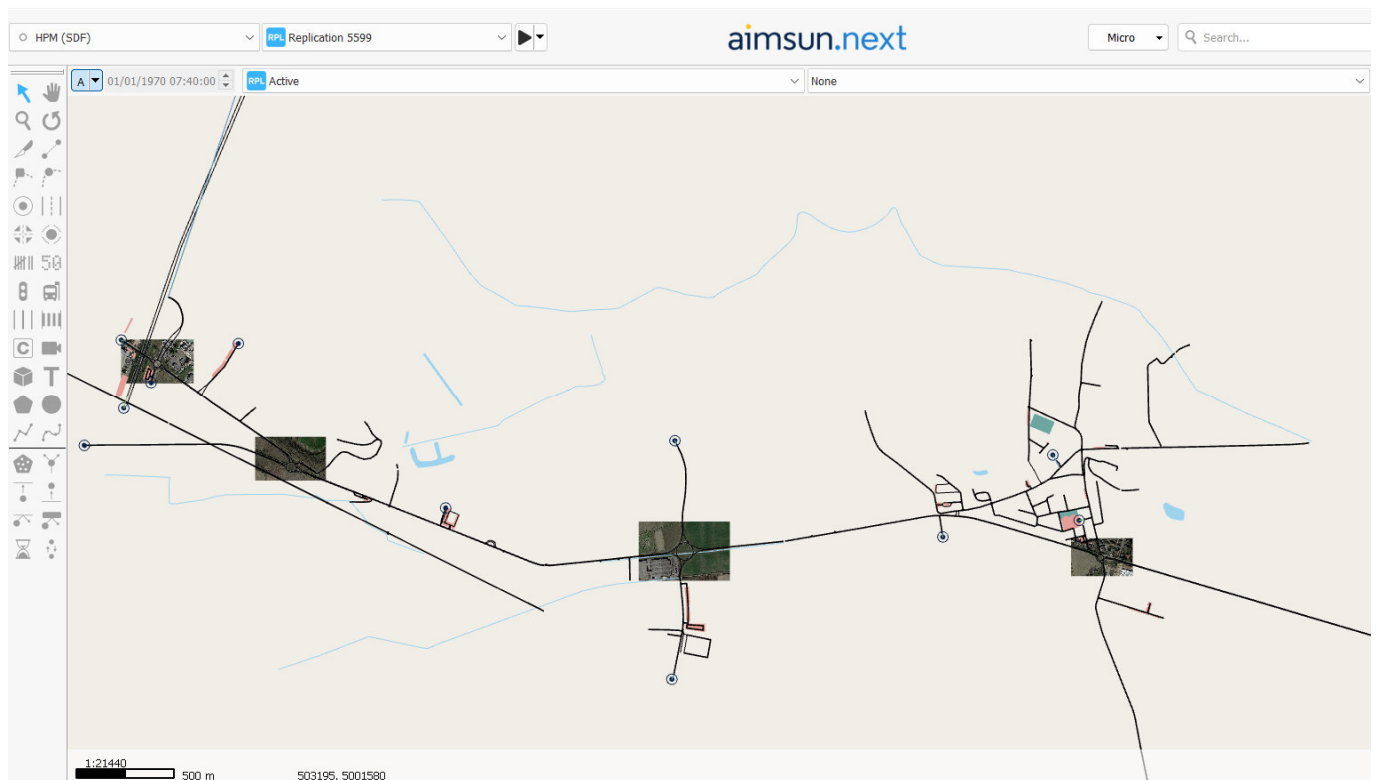 HPM (SDF)
RPL Replication 5599
aimsun.next
Micro
Search...
A 01/01/1970 07:40:00
RPL Active
None
50
C
T
1:21440
500 m
503195, 5001580